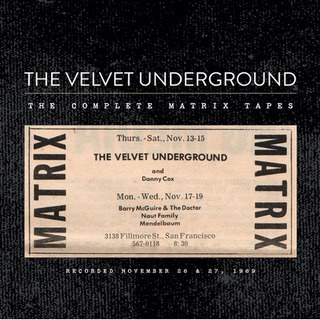 THE VELVET UNDERGROUND
THE COMPLETE MATRIX TAPES
MATRIX
Thurs.-Sat., Nov. 13-15
THE VELVET UNDERGROUND
and
Danny Cox
Mon.-Wed., Nov. 17-19
Barry McGuire & The Doctor
Naut Family
Mendelbaum
3138 Fillmore St., San Francisco
567-0118 8:30
MATRIX
RECORDED NOVEMBER 26 & 27, 1969